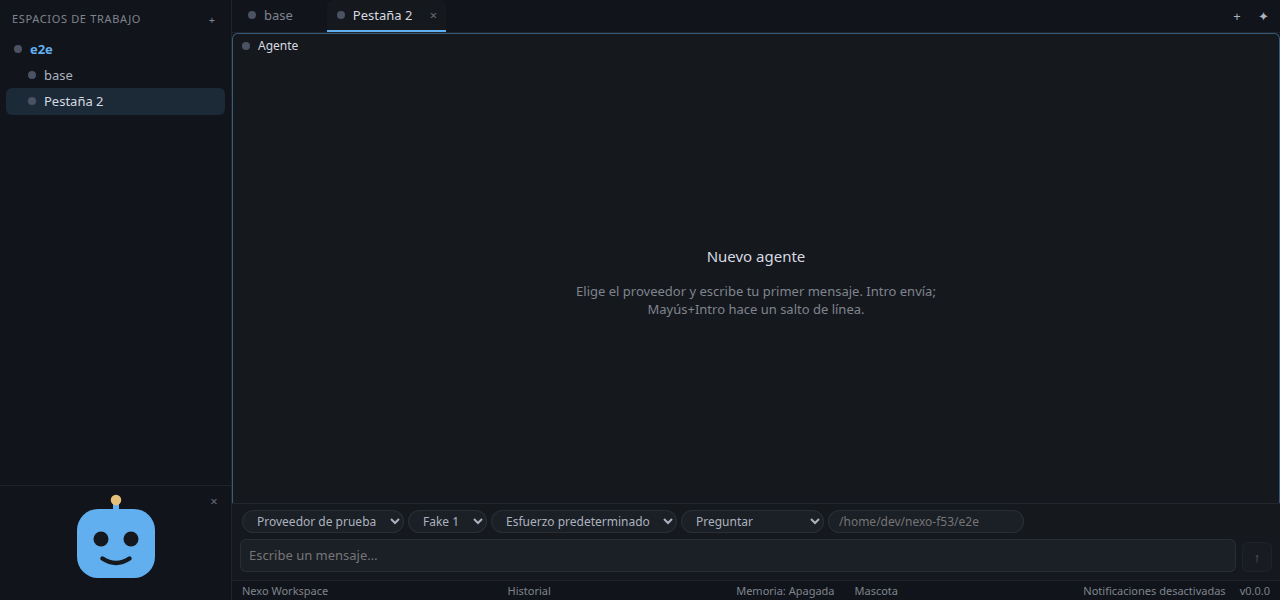 ESPACIOS DE TRABAJO +
e2e
base
Pestaña 2
×
base
Pestaña 2 ×
+ ✦
Agente
Nuevo agente
Elige el proveedor y escribe tu primer mensaje. Intro envía;
Mayús+Intro hace un salto de línea.
Proveedor de prueba Fake 1 Esfuerzo predeterminado Preguntar /home/dev/nexo-f53/e2e
Escribe un mensaje... ↑
Nexo Workspace Historial Memoria: Apagada Mascota Notificaciones desactivadas v0.0.0